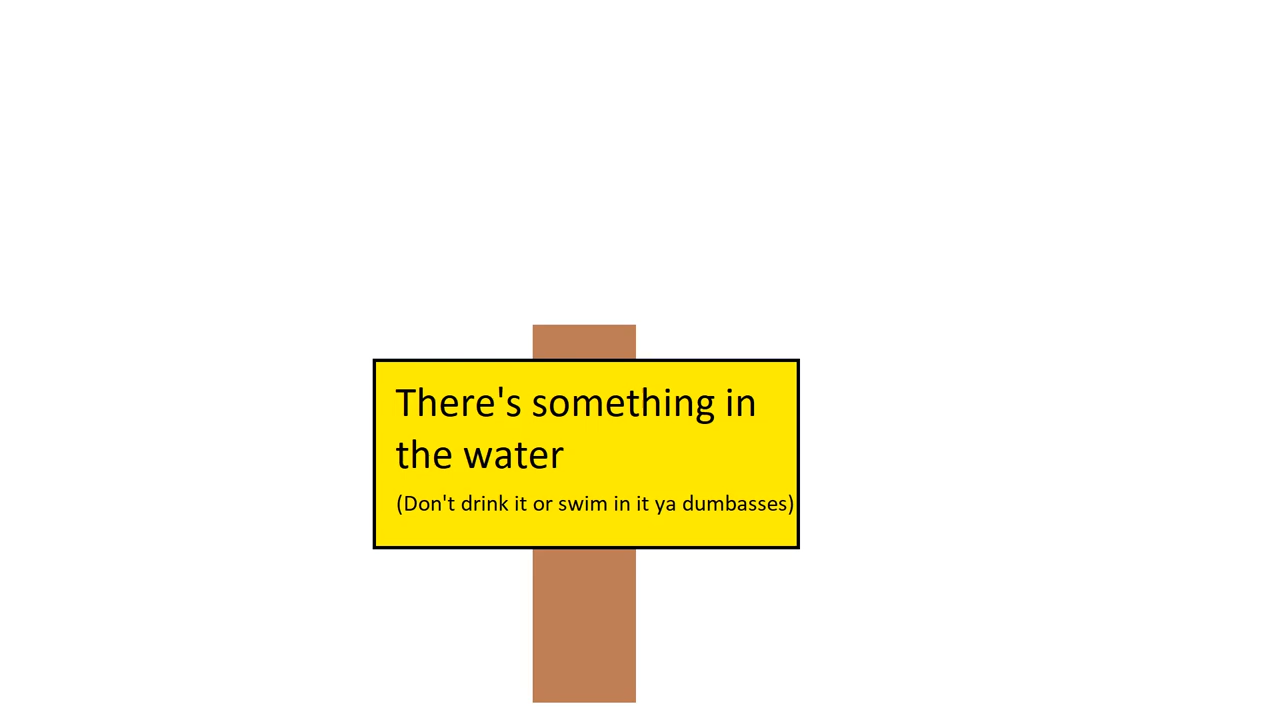 There's something in
the water
(Don't drink it or swim in it ya dumbasses)